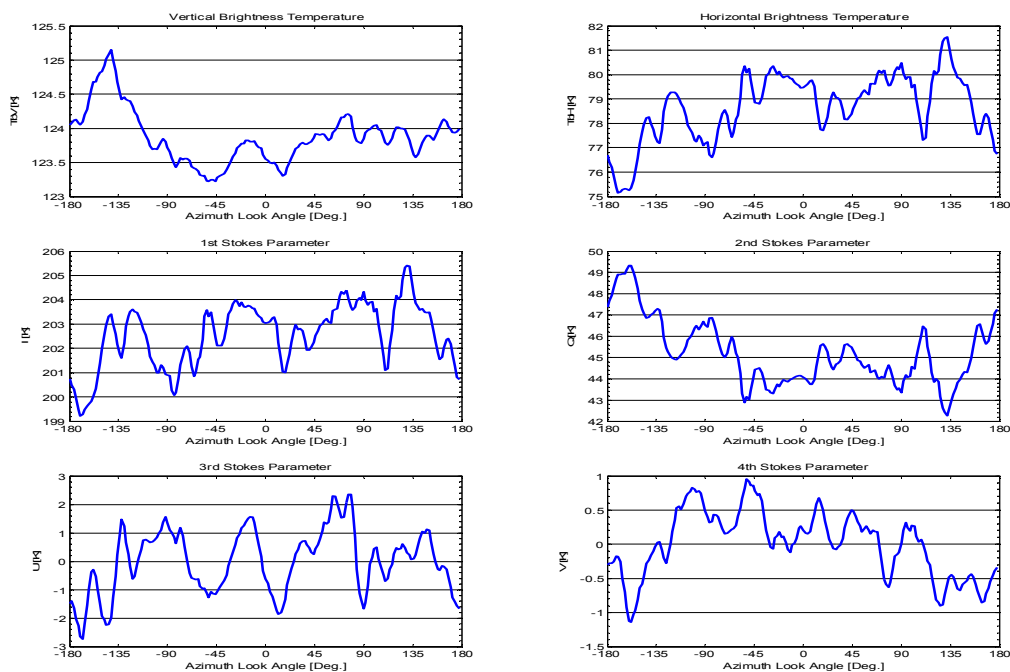 Vertical Brightness Temperature
125.5
125
124.5
124
123.5
123
TbV[K]
-180 -135 -90 -45 0 45 90 135 180
Azimuth Look Angle [Deg.]
Horizontal Brightness Temperature
82
81
80
79
78
77
76
75
TbH[K]
-180 -135 -90 -45 0 45 90 135 180
Azimuth Look Angle [Deg.]
1st Stokes Parameter
206
205
204
203
202
201
200
199
I [K]
-180 -135 -90 -45 0 45 90 135 180
Azimuth Look Angle [Deg.]
2nd Stokes Parameter
50
49
48
47
46
45
44
43
42
Q[K]
-180 -135 -90 -45 0 45 90 135 180
Azimuth Look Angle [Deg.]
3rd Stokes Parameter
3
2
1
0
-1
-2
-3
U[K]
-180 -135 -90 -45 0 45 90 135 180
Azimuth Look Angle [Deg.]
4th Stokes Parameter
1
0.5
0
-0.5
-1
-1.5
V[K]
-180 -135 -90 -45 0 45 90 135 180
Azimuth Look Angle [Deg.]